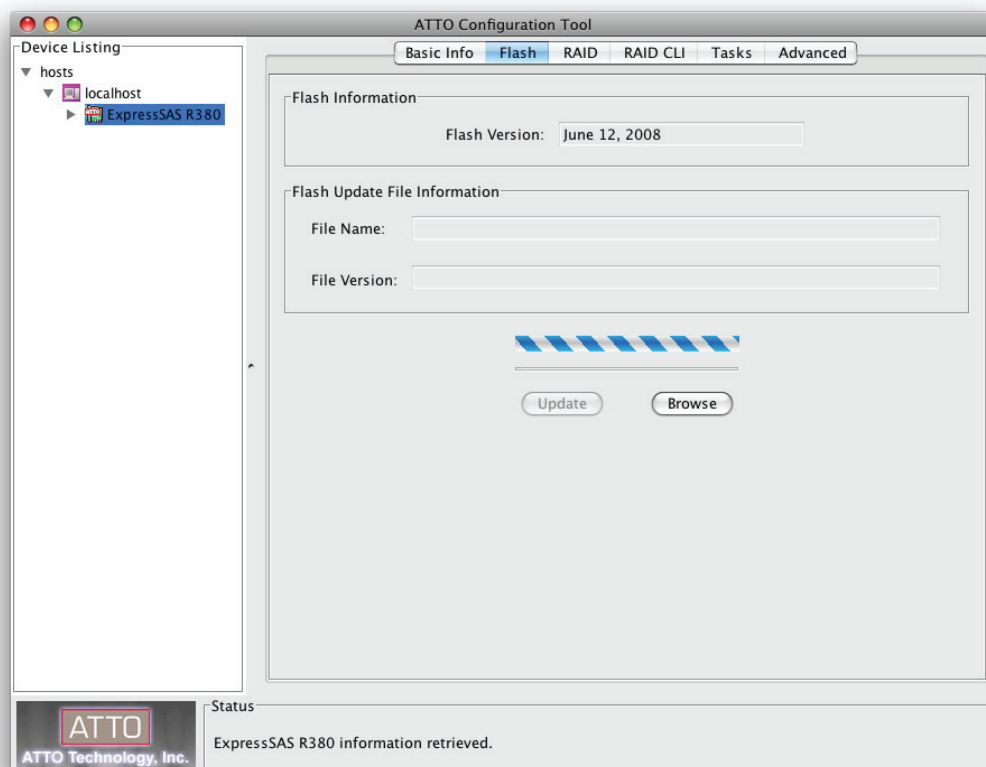 ATTO Configuration Tool
Device Listing
hosts
localhost
ExpressSAS R380
Basic Info Flash RAID RAID CLI Tasks Advanced
Flash Information
Flash Version: June 12, 2008
Flash Update File Information
File Name:
File Version:
Update Browse
ATTO
ATTO Technology, Inc.
Status
ExpressSAS R380 information retrieved.